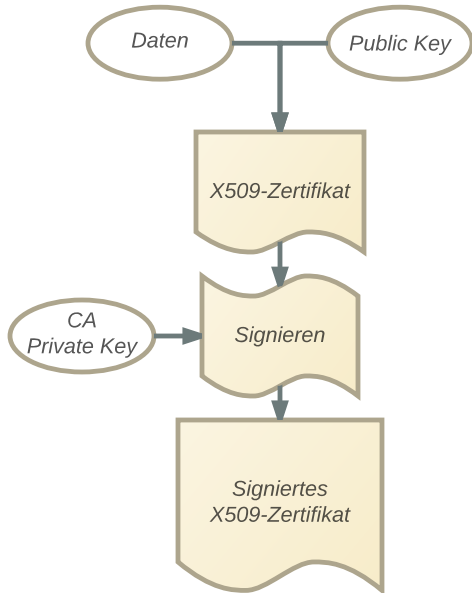 Daten
Public Key
X509-Zertifikat
CA
Private Key
Signieren
Signiertes
X509-Zertifikat